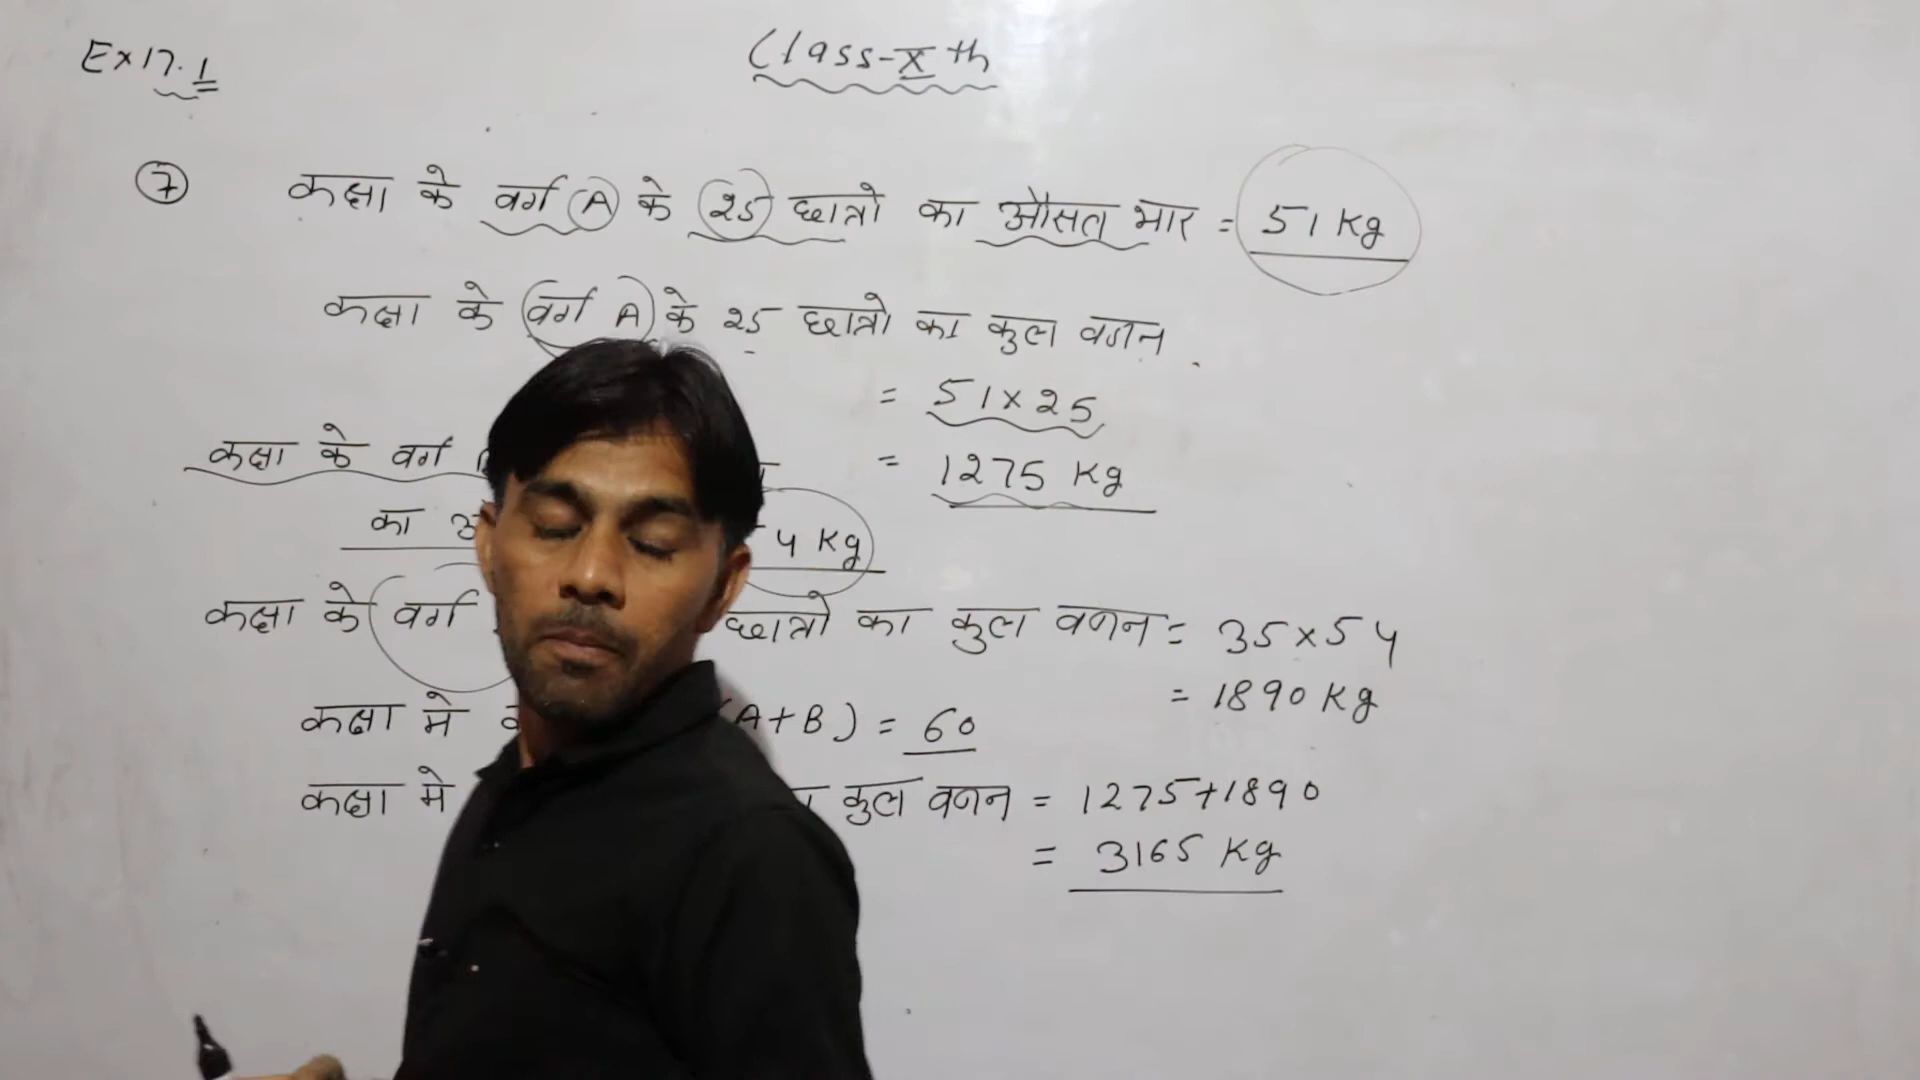 Ex 17.1
Class-Xth
7 कक्षा के वर्ग A के 25 छात्रो का औसत भार = 51 Kg
कक्षा के वर्ग A के 25 छात्रो का कुल वजन
= 51×25
= 1275 Kg
कक्षा के वर्ग
का 4 Kg
कक्षा के वर्ग छात्रो का कुल वजन = 35×54
= 1890 Kg
कक्षा मे (A+B) = 60
कक्षा मे कुल वजन = 1275+1890
= 3165 Kg